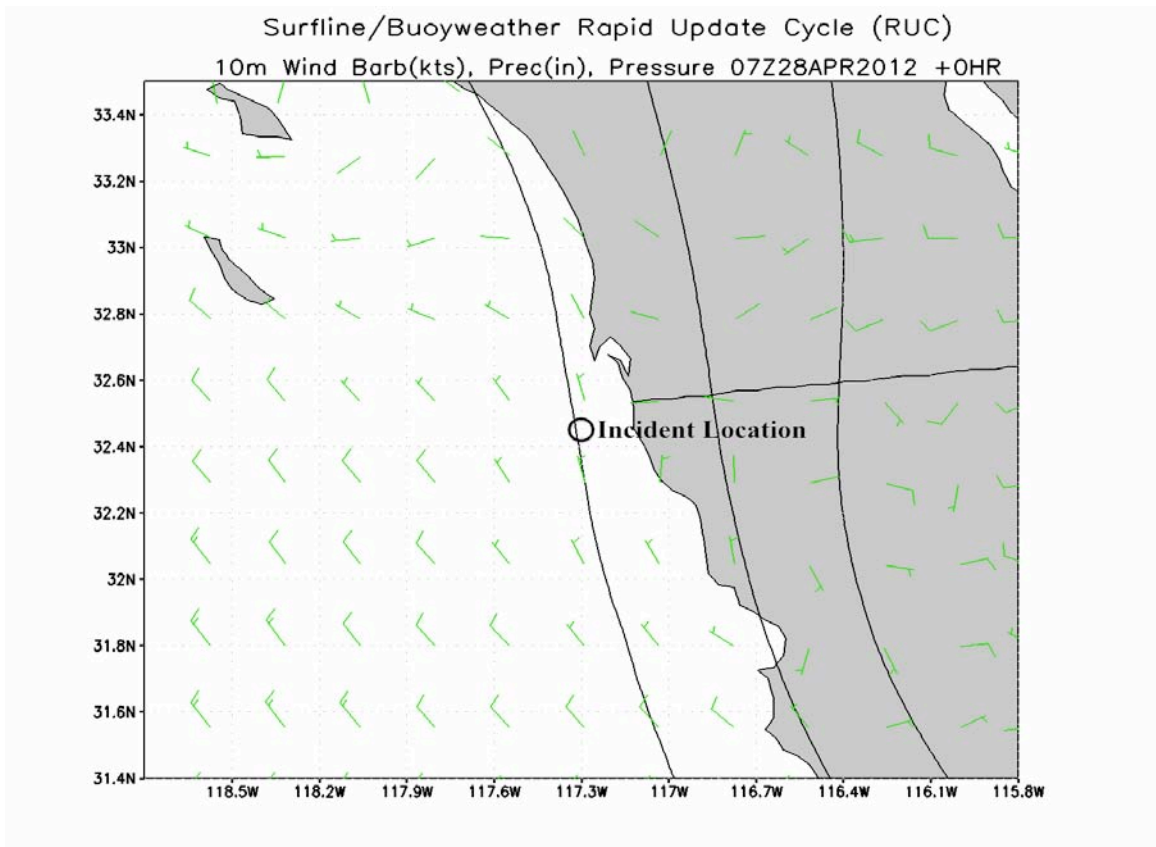 Surfline/Buoyweather Rapid Update Cycle (RUC)
10m Wind Barb(kts), Prec(in), Pressure 07Z28APR2012 +0HR
33.4N
33.2N
33N
32.8N
32.6N
Incident Location
32.4N
32.2N
32N
31.8N
31.6N
31.4N
118.5W 118.2W 117.9W 117.6W 117.3W 117W 116.7W 116.4W 116.1W 115.8W